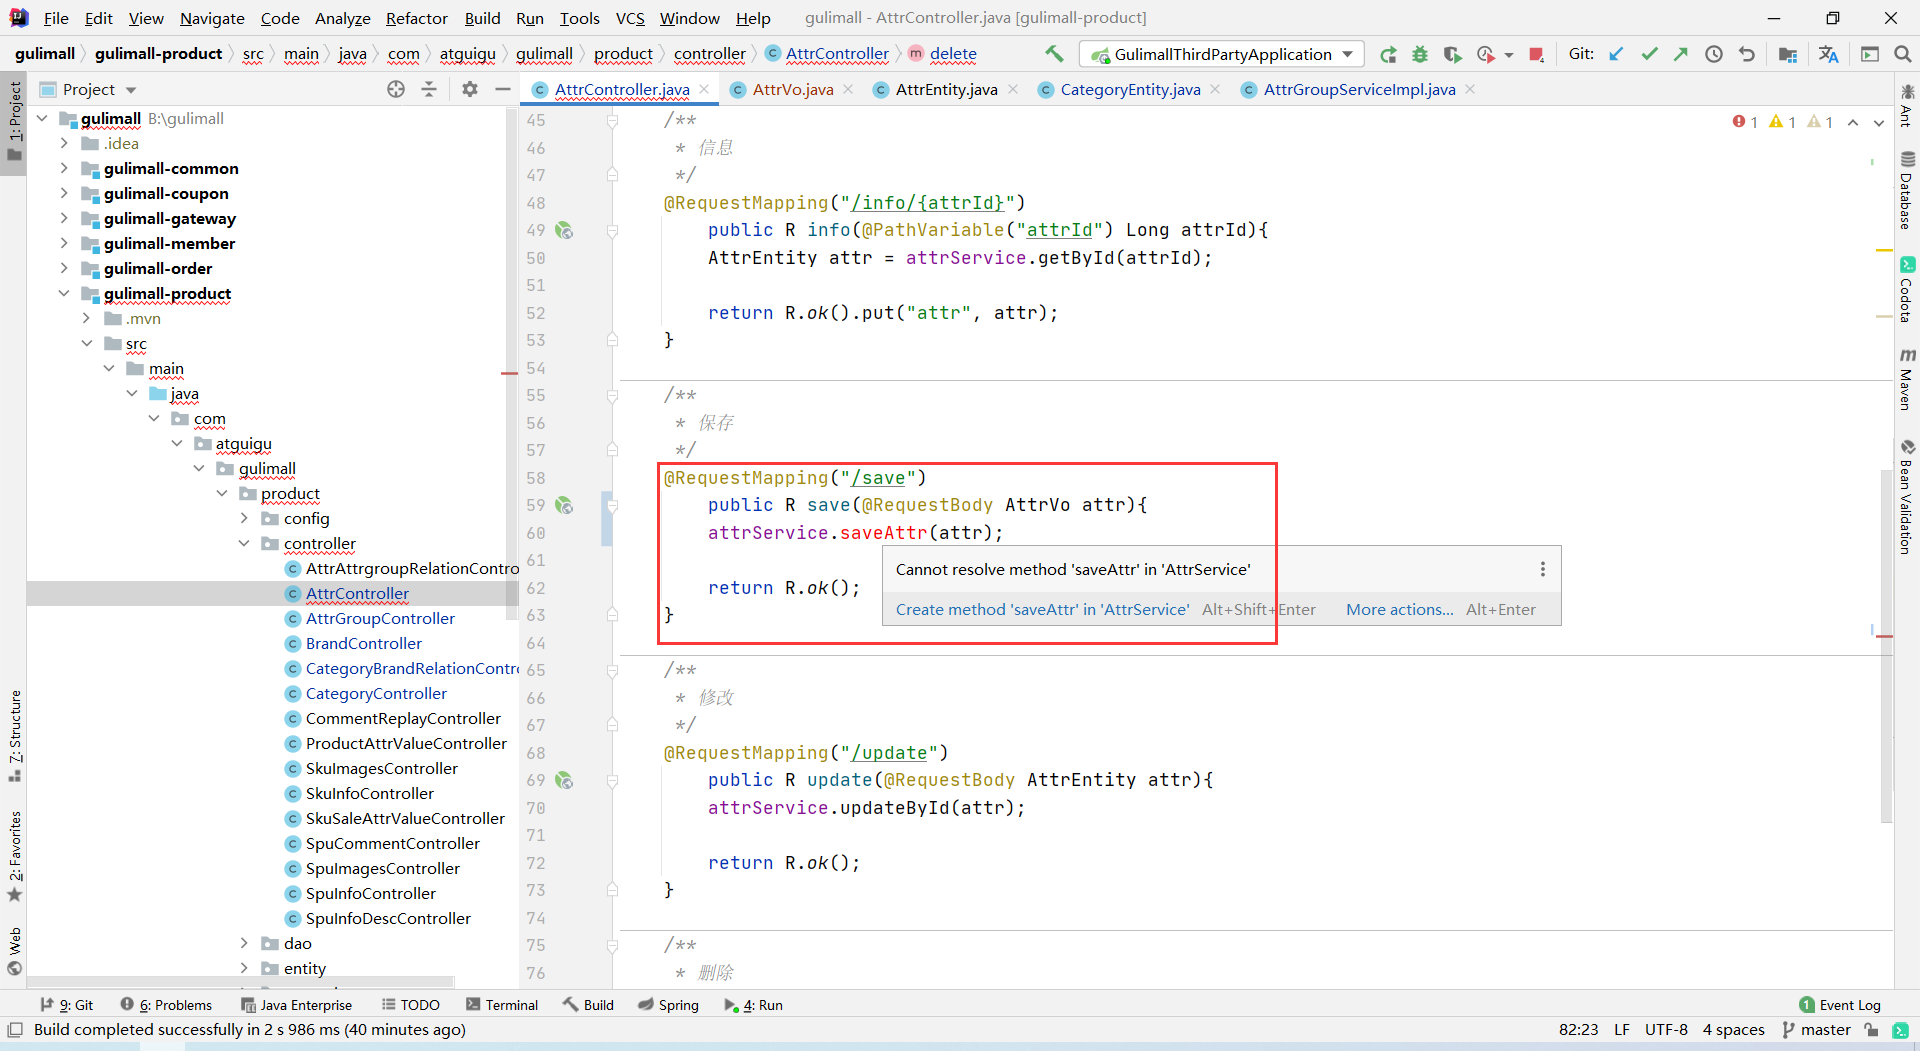 File Edit View Navigate Code Analyze Refactor Build Run Tools VCS Window Help gulimall - AttrController.java [gulimall-product]
gulimall gulimall-product src main java com atguigu gulimall product controller AttrController delete GulimallThirdPartyApplication Git:
Project
AttrController.java AttrVo.java AttrEntity.java CategoryEntity.java AttrGroupServiceImpl.java
1: Project
7: Structure
2: Favorites
Web
gulimall B:\gulimall
.idea
gulimall-common
gulimall-coupon
gulimall-gateway
gulimall-member
gulimall-order
gulimall-product
.mvn
src
main
java
com
atguigu
gulimall
product
config
controller
AttrAttrgroupRelationContro
AttrController
AttrGroupController
BrandController
CategoryBrandRelationContr
CategoryController
CommentReplayController
ProductAttrValueController
SkuImagesController
SkuInfoController
SkuSaleAttrValueController
SpuCommentController
SpuImagesController
SpuInfoController
SpuInfoDescController
dao
entity
1 1 1
45 /**
46 * 信息
47 */
48 @RequestMapping("/info/{attrId}")
49 public R info(@PathVariable("attrId") Long attrId){
50 AttrEntity attr = attrService.getById(attrId);
51
52 return R.ok().put("attr", attr);
53 }
54
55 /**
56 * 保存
57 */
58 @RequestMapping("/save")
59 public R save(@RequestBody AttrVo attr){
60 attrService.saveAttr(attr);
61
62 return R.ok();
63 }
64
65 /**
66 * 修改
67 */
68 @RequestMapping("/update")
69 public R update(@RequestBody AttrEntity attr){
70 attrService.updateById(attr);
71
72 return R.ok();
73 }
74
75 /**
76 * 删除
Cannot resolve method 'saveAttr' in 'AttrService'
Create method 'saveAttr' in 'AttrService' Alt+Shift+Enter More actions... Alt+Enter
Ant
Database
Codota
Maven
Bean Validation
9: Git 6: Problems Java Enterprise TODO Terminal Build Spring 4: Run 1 Event Log
Build completed successfully in 2 s 986 ms (40 minutes ago) 82:23 LF UTF-8 4 spaces master